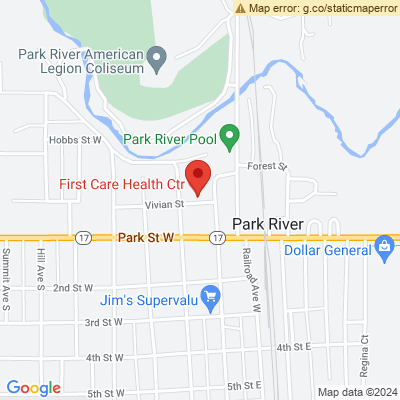 Map error: g.co/staticmaperror
Park River American
Legion Coliseum
Hobbs St W
Park River Pool
Forest St
First Care Health Ctr
Vivian St
Park River
17
Park St W
17
Dollar General
Summit Ave S
Hill Ave S
Railroad Ave W
2nd St W
Jim's Supervalu
3rd St W
4th St W
4th St E
Regina Ct
5th St W
5th St E
Google
Map data ©2024